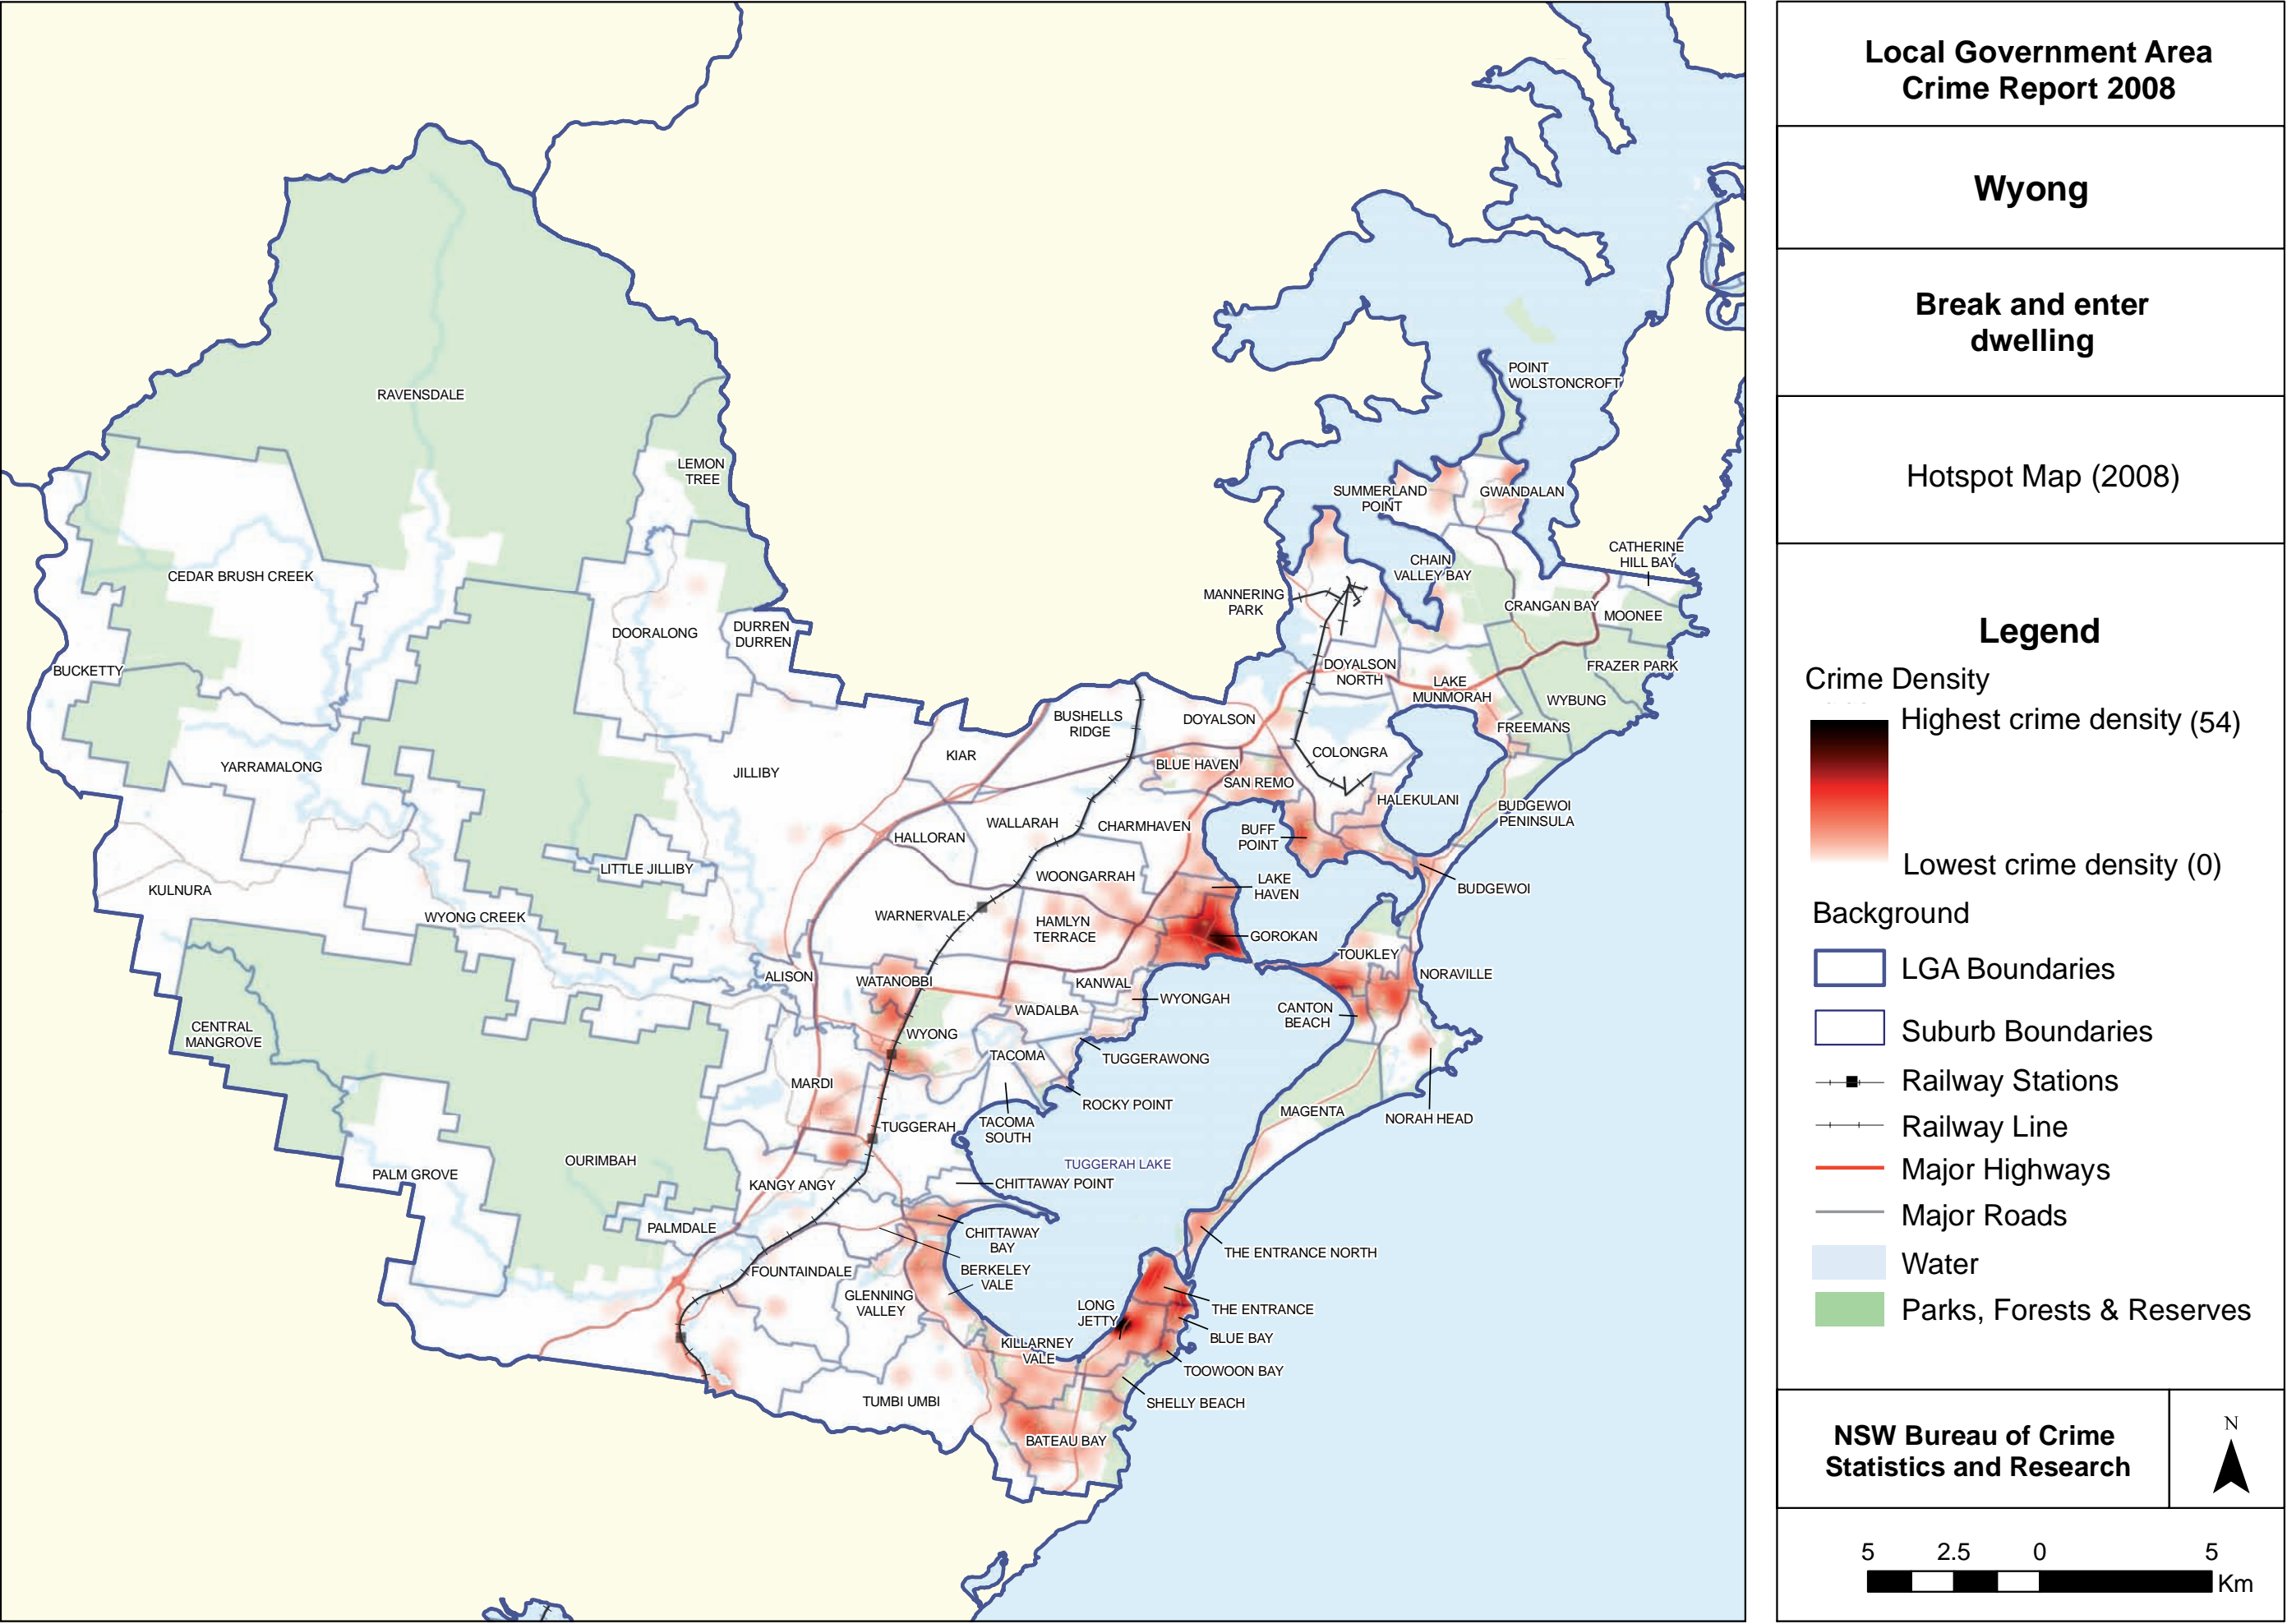 POINT
WOLSTONCROFT
RAVENSDALE
LEMON
TREE
SUMMERLAND
POINT
GWANDALAN
CATHERINE
HILL BAY
CHAIN
VALLEY BAY
CEDAR BRUSH CREEK
MANNERING
PARK
CRANGAN BAY
MOONEE
DOORALONG
DURREN
DURREN
BUCKETTY
DOYALSON
NORTH
FRAZER PARK
LAKE
MUNMORAH
WYBUNG
BUSHELLS
RIDGE
DOYALSON
FREEMANS
KIAR
COLONGRA
YARRAMALONG
JILLIBY
BLUE HAVEN
SAN REMO
HALEKULANI
BUDGEWOI
PENINSULA
WALLARAH
CHARMHAVEN
HALLORAN
BUFF
POINT
LITTLE JILLIBY
WOONGARRAH
LAKE
HAVEN
BUDGEWOI
KULNURA
WYONG CREEK
WARNERVALE
HAMLYN
TERRACE
GOROKAN
TOUKLEY
NORAVILLE
ALISON
WATANOBBI
KANWAL
WYONGAH
WADALBA
CANTON
BEACH
CENTRAL
MANGROVE
WYONG
TACOMA
TUGGERAWONG
MARDI
ROCKY POINT
MAGENTA
NORAH HEAD
TUGGERAH
TACOMA
SOUTH
OURIMBAH
TUGGERAH LAKE
PALM GROVE
KANGY ANGY
CHITTAWAY POINT
PALMDALE
CHITTAWAY
BAY
THE ENTRANCE NORTH
FOUNTAINDALE
BERKELEY
VALE
GLENNING
VALLEY
LONG
JETTY
THE ENTRANCE
BLUE BAY
KILLARNEY
VALE
TOOWOON BAY
TUMBI UMBI
SHELLY BEACH
BATEAU BAY
Local Government Area
Crime Report 2008
Wyong
Break and enter
dwelling
Hotspot Map (2008)
Legend
Crime Density
Highest crime density (54)
Lowest crime density (0)
Background
LGA Boundaries
Suburb Boundaries
Railway Stations
Railway Line
Major Highways
Major Roads
Water
Parks, Forests & Reserves
NSW Bureau of Crime
Statistics and Research
N
5 2.5 0 5
Km